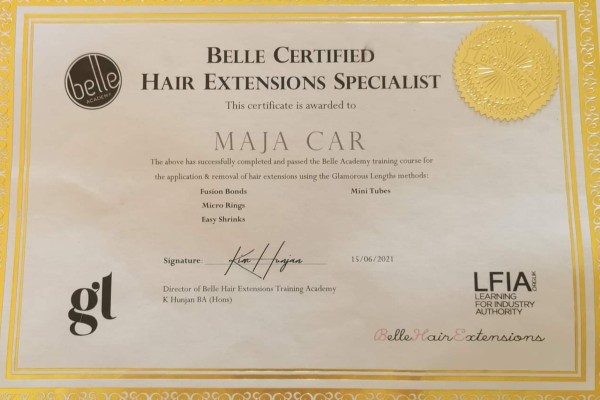 belle
ACADEMY
BELLE CERTIFIED
HAIR EXTENSIONS SPECIALIST
This certificate is awarded to
MAJA CAR
The above has successfully completed and passed the Belle Academy training course for
the application & removal of hair extensions using the Glamorous Lengths methods:
Fusion Bonds
Mini Tubes
Micro Rings
Easy Shrinks
Signature
Kim Hunjan
15/06/2021
Director of Belle Hair Extensions Training Academy
K Hunjan BA (Hons)
gl
LFIA
LEARNING
FOR INDUSTRY
AUTHORITY
BelleHairExtensions